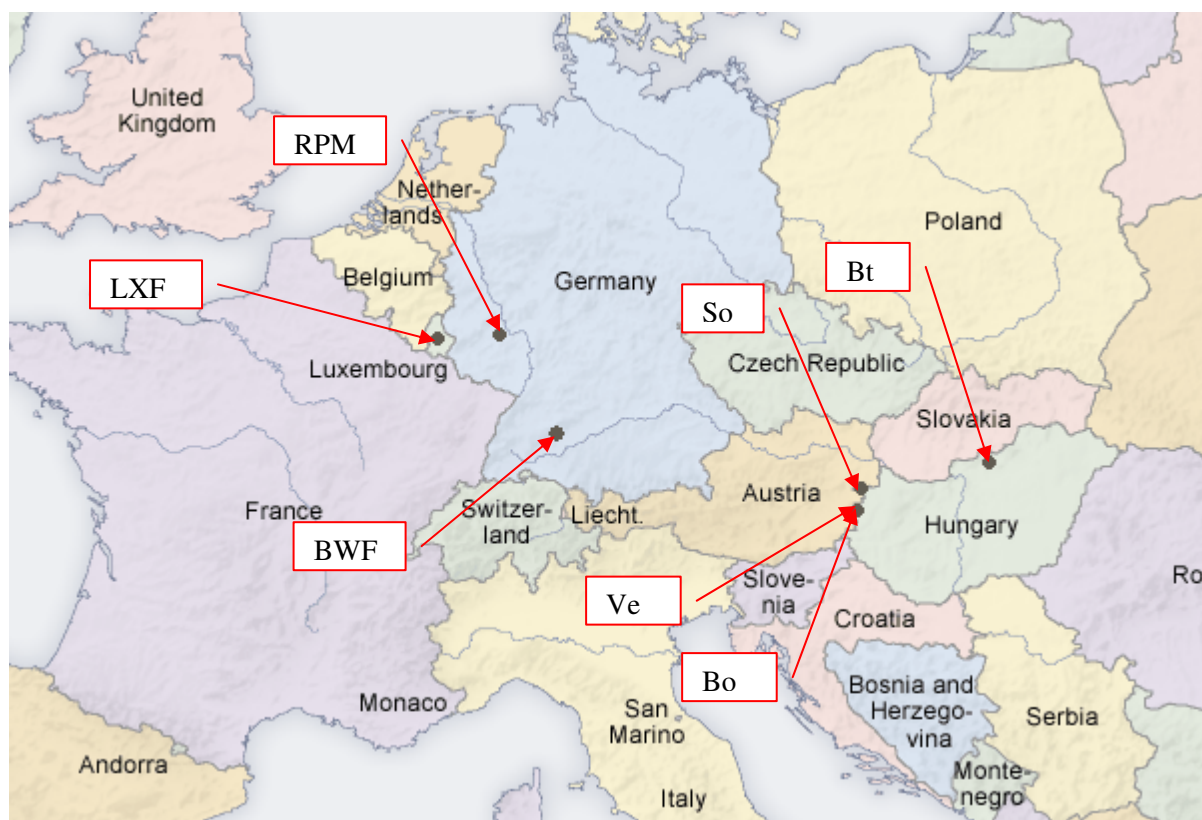 United
Kingdom
RPM
Nether-
lands
Poland
Belgium
Germany
Bt
LXF
So
Luxembourg
Czech Republic
Slovakia
France
Switzer-
land
Liecht.
Austria
Hungary
BWF
Ro
Slove-
nia
Ve
Croatia
Bo
Monaco
San
Marino
Bosnia and
Herzego-
vina
Serbia
Andorra
Monte-
negro
Italy